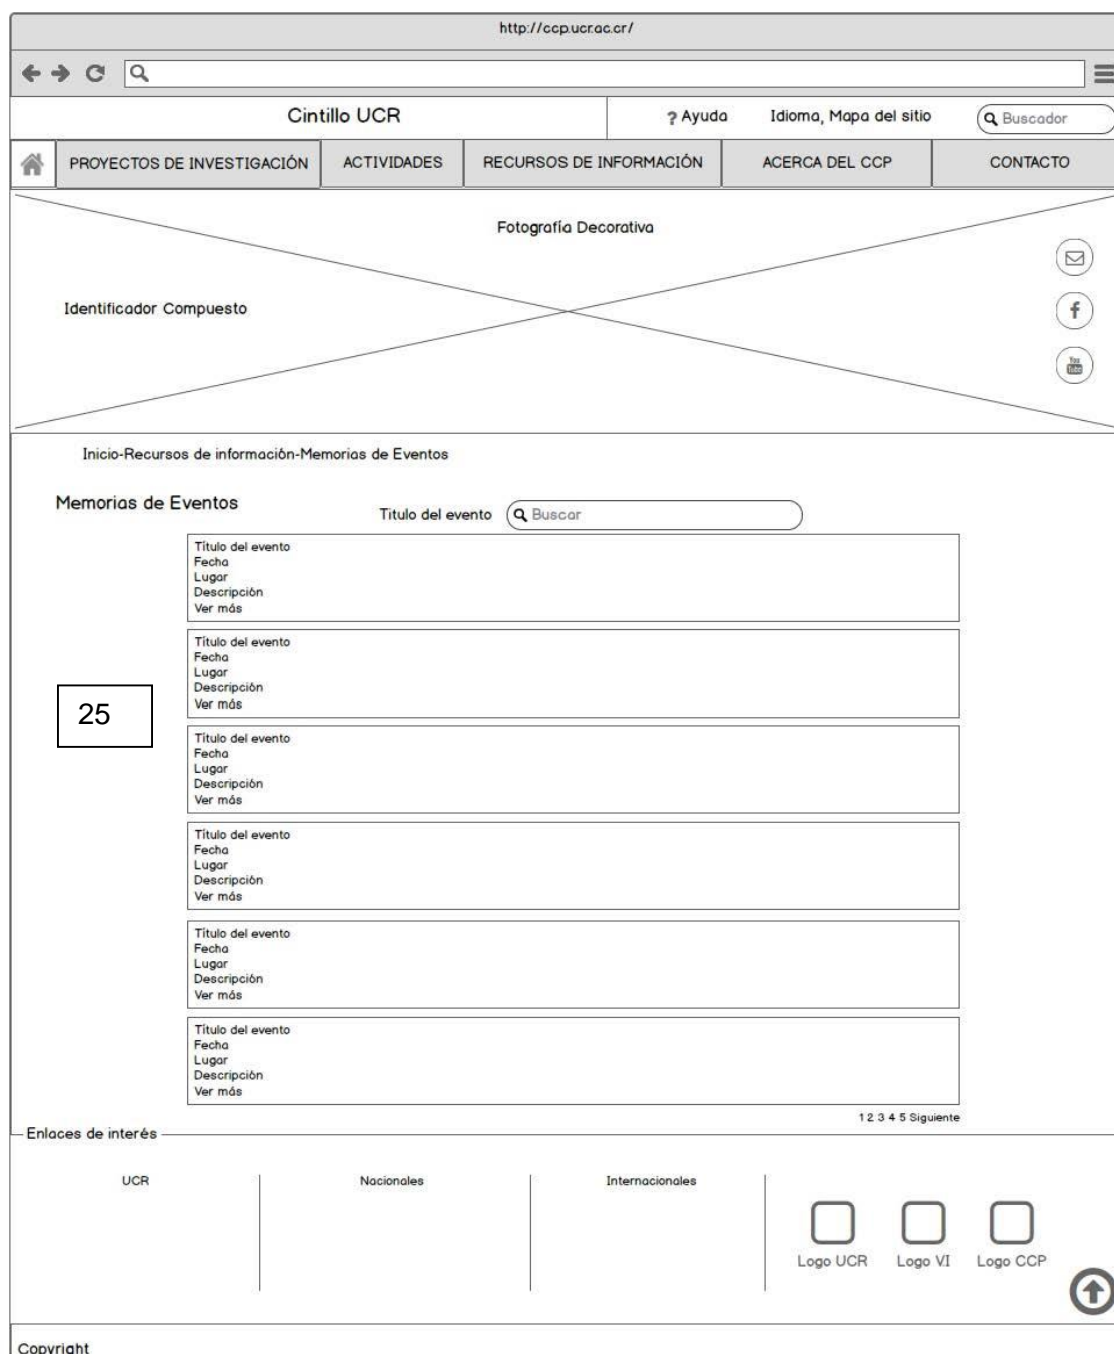 http://ccp.ucr.ac.cr/
Cintillo UCR
? Ayuda
Idioma, Mapa del sitio
Buscador
PROYECTOS DE INVESTIGACIÓN
ACTIVIDADES
RECURSOS DE INFORMACIÓN
ACERCA DEL CCP
CONTACTO
Fotografía Decorativa
Identificador Compuesto
f
You Tube
Inicio-Recursos de información-Memorias de Eventos
Memorias de Eventos
Titulo del evento
Buscar
Título del evento
Fecha
Lugar
Descripción
Ver más
Título del evento
Fecha
Lugar
Descripción
Ver más
25
Título del evento
Fecha
Lugar
Descripción
Ver más
Título del evento
Fecha
Lugar
Descripción
Ver más
Título del evento
Fecha
Lugar
Descripción
Ver más
Título del evento
Fecha
Lugar
Descripción
Ver más
1 2 3 4 5 Siguiente
Enlaces de interés
UCR
Nacionales
Internacionales
Logo UCR
Logo VI
Logo CCP
Copyright